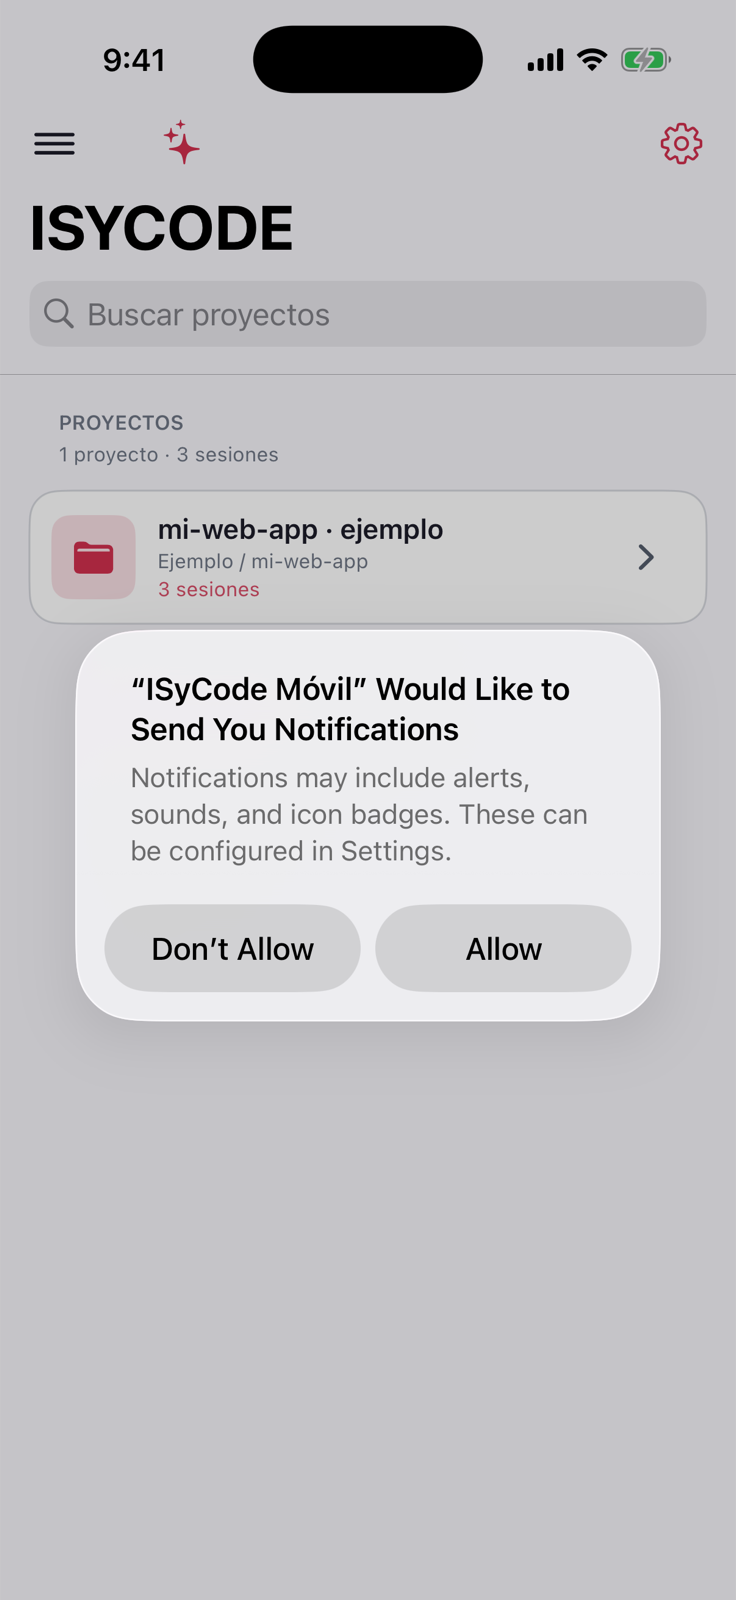 9:41
ISYCODE
Buscar proyectos
PROYECTOS
1 proyecto · 3 sesiones
mi-web-app · ejemplo
Ejemplo / mi-web-app
3 sesiones
“ISyCode Móvil” Would Like to
Send You Notifications
Notifications may include alerts,
sounds, and icon badges. These can
be configured in Settings.
Don’t Allow
Allow